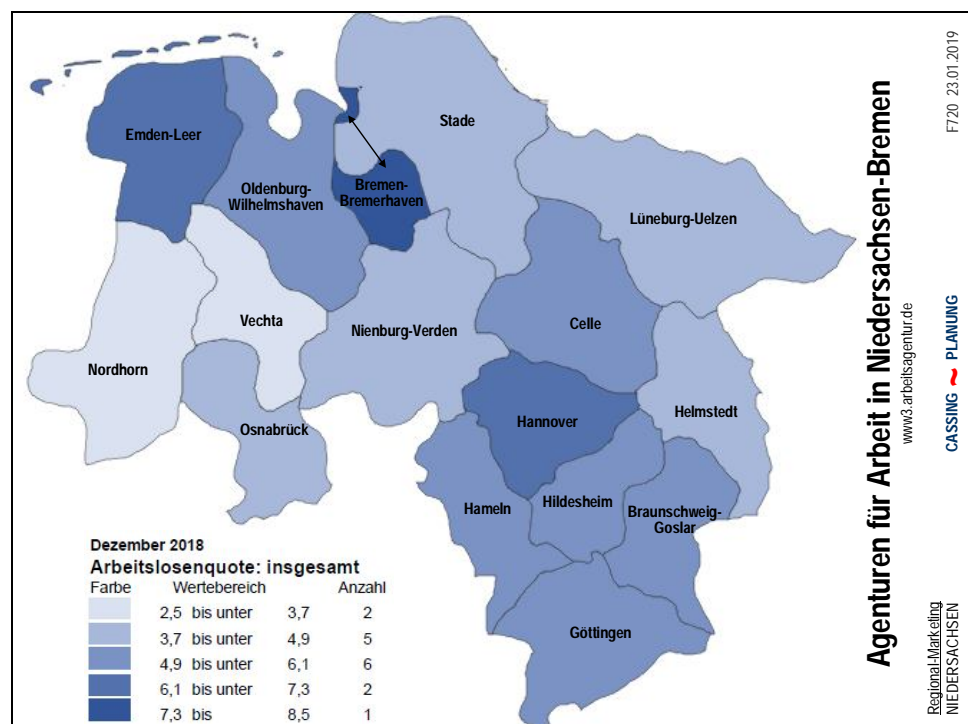 Emden-Leer
Stade
Oldenburg-
Wilhelmshaven
Bremen-
Bremerhaven
Lüneburg-Uelzen
Vechta
Nienburg-Verden
Celle
Nordhorn
Osnabrück
Hannover
Helmstedt
Hameln
Hildesheim
Braunschweig-
Goslar
Göttingen
Dezember 2018
Arbeitslosenquote: insgesamt
Farbe Wertebereich Anzahl
2,5 bis unter 3,7 2
3,7 bis unter 4,9 5
4,9 bis unter 6,1 6
6,1 bis unter 7,3 2
7,3 bis 8,5 1
Agenturen für Arbeit in Niedersachsen-Bremen
www3.arbeitsagentur.de
Regional-Marketing
NIEDERSACHSEN
CASSING ~ PLANUNG
F720 23.01.2019